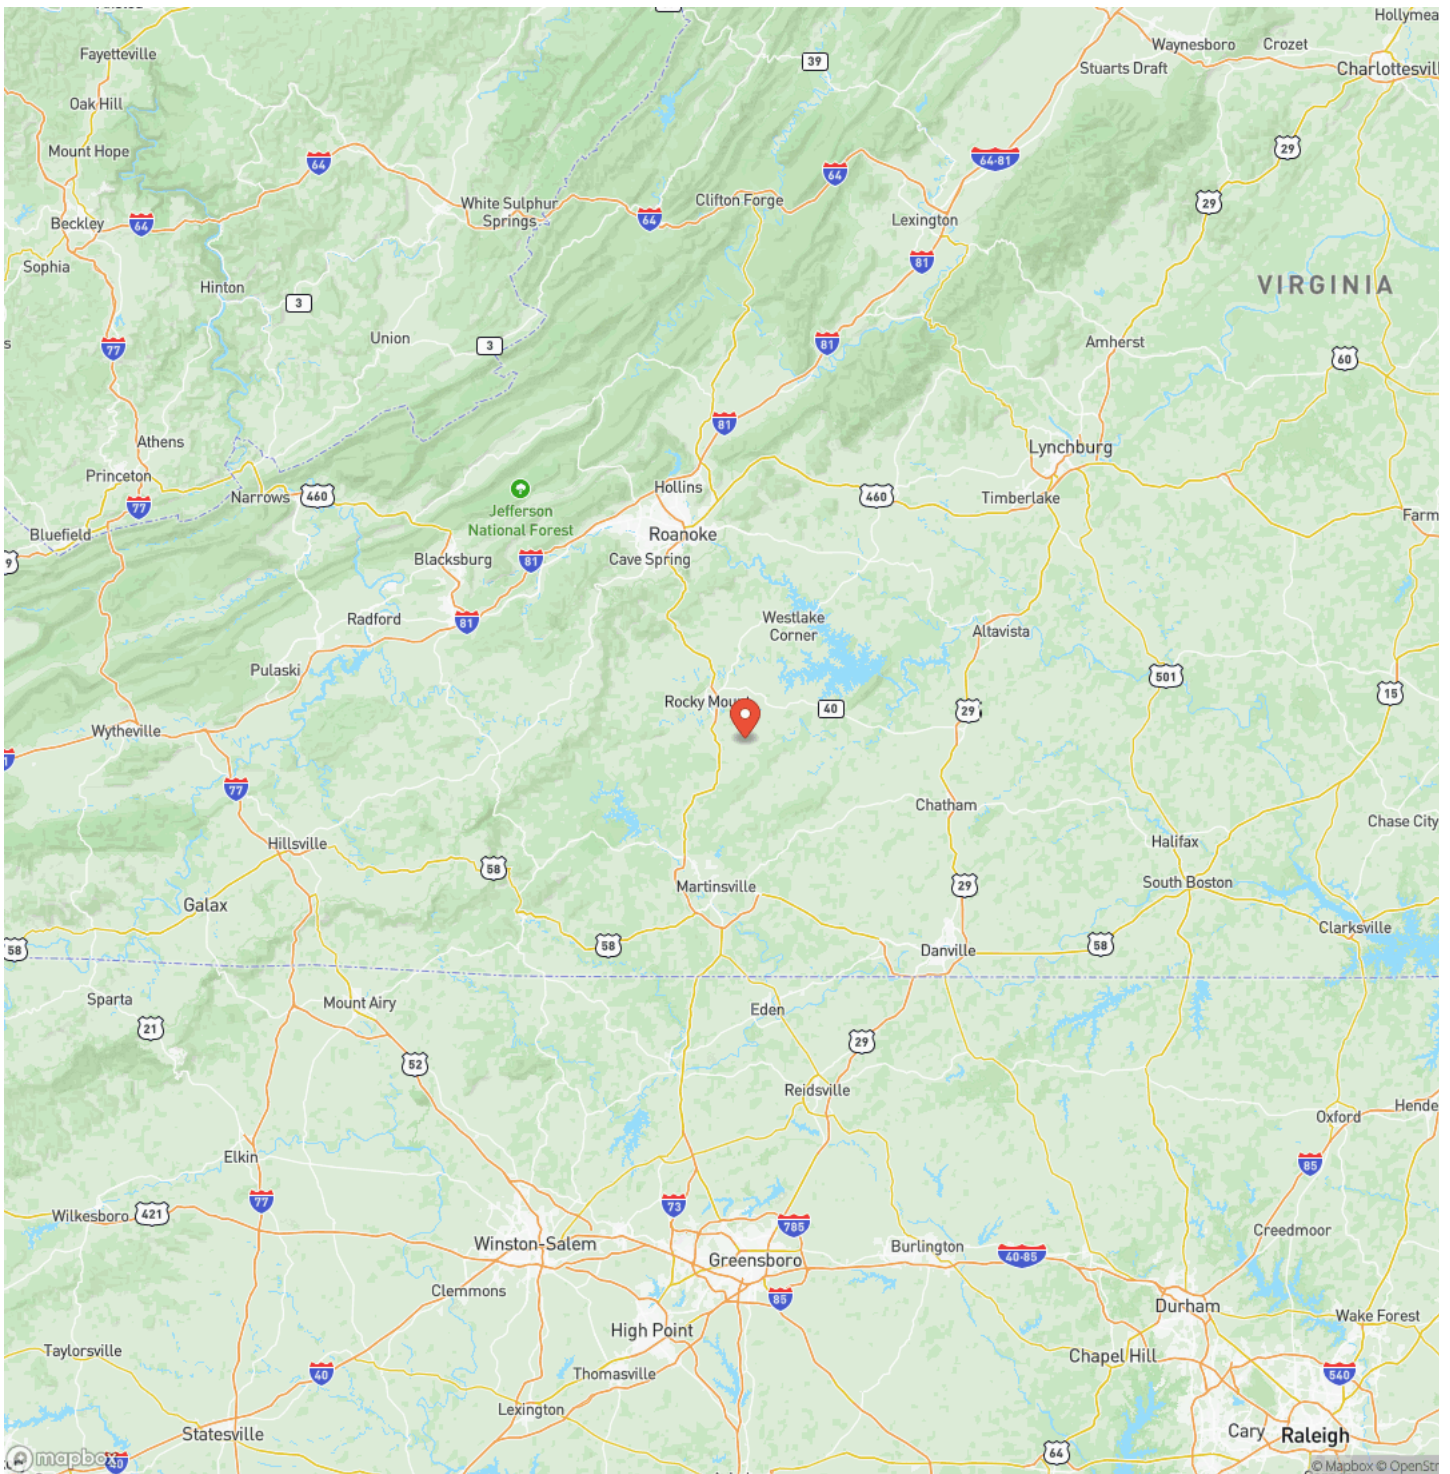 Hollymea
Fayetteville
39
Waynesboro
Crozet
Stuarts Draft
Charlottesvil
Oak Hill
29
Mount Hope
64
64-81
64
White Sulphur
Springs
Clifton Forge
29
Beckley
64
64
Lexington
Sophia
81
Hinton
3
VIRGINIA
s
77
Union
3
81
Amherst
60
81
Athens
Lynchburg
Princeton
Narrows
460
Hollins
460
Timberlake
77
Jefferson
National Forest
Farm
Bluefield
Roanoke
9
Blacksburg
81
Cave Spring
Radford
81
Westlake
Corner
Altavista
Pulaski
501
15
Rocky Mount
40
29
Wytheville
1
77
Chatham
Chase City
Hillsville
Halifax
58
Martinsville
29
South Boston
Galax
Clarksville
58
58
Danville
58
Sparta
Mount Airy
Eden
21
29
52
Reidsville
Hende
Oxford
Elkin
85
77
73
Wilkesboro
421
785
Creedmoor
Winston-Salem
Greensboro
Burlington
40-85
Clemmons
85
Durham
High Point
Wake Forest
Taylorsville
Chapel Hill
Thomasville
40
540
Lexington
Statesville
Cary
Raleigh
64
mapbox
40
© Mapbox © OpenStr